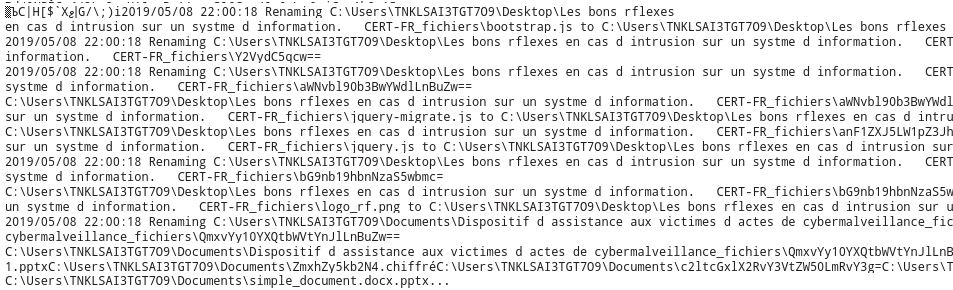 ьC|H[$`X|G/\;)i2019/05/08 22:00:18 Renaming C:\Users\TNKLSAI3TGT7O9\Desktop\Les bons rflexes
en cas d intrusion sur un systme d information.   CERT-FR_fichiers\bootstrap.js to C:\Users\TNKLSAI3TGT7O9\Desktop\Les bons rflexes
2019/05/08 22:00:18 Renaming C:\Users\TNKLSAI3TGT7O9\Desktop\Les bons rflexes en cas d intrusion sur un systme d information.   CERT
information.   CERT-FR_fichiers\Y2VydC5qcw==
2019/05/08 22:00:18 Renaming C:\Users\TNKLSAI3TGT7O9\Desktop\Les bons rflexes en cas d intrusion sur un systme d information.   CERT
systme d information.   CERT-FR_fichiers\aWNvbl9Ob3BwYWdlLnBuZw==
C:\Users\TNKLSAI3TGT7O9\Desktop\Les bons rflexes en cas d intrusion sur un systme d information.   CERT-FR_fichiers\aWNvbl9Ob3BwYWdl
sur un systme d information.   CERT-FR_fichiers\jquery-migrate.js to C:\Users\TNKLSAI3TGT7O9\Desktop\Les bons rflexes en cas d intru
C:\Users\TNKLSAI3TGT7O9\Desktop\Les bons rflexes en cas d intrusion sur un systme d information.   CERT-FR_fichiers\anF1ZXJ5LW1pZ3Jh
sur un systme d information.   CERT-FR_fichiers\jquery.js to C:\Users\TNKLSAI3TGT7O9\Desktop\Les bons rflexes en cas d intrusion sur
2019/05/08 22:00:18 Renaming C:\Users\TNKLSAI3TGT7O9\Desktop\Les bons rflexes en cas d intrusion sur un systme d information.   CERT
systme d information.   CERT-FR_fichiers\bG9nb19hbnNzaS5wbmc=
C:\Users\TNKLSAI3TGT7O9\Desktop\Les bons rflexes en cas d intrusion sur un systme d information.   CERT-FR_fichiers\bG9nb19hbnNzaS5w
un systme d information.   CERT-FR_fichiers\logo_rf.png to C:\Users\TNKLSAI3TGT7O9\Desktop\Les bons rflexes en cas d intrusion sur u
2019/05/08 22:00:18 Renaming C:\Users\TNKLSAI3TGT7O9\Documents\Dispositif d assistance aux victimes d actes de cybermalveillance_fic
cybermalveillance_fichiers\QmxvYy1OYXQtbWVtYnJlLnBuZw==
C:\Users\TNKLSAI3TGT7O9\Documents\Dispositif d assistance aux victimes d actes de cybermalveillance_fichiers\QmxvYy1OYXQtbWVtYnJlLnB
1.pptxC:\Users\TNKLSAI3TGT7O9\Documents\ZmxhZy5kb2N4.chiffréC:\Users\TNKLSAI3TGT7O9\Documents\c2ltcGxlX2RvY3VtZW50LmRvY3g=C:\Users\T
C:\Users\TNKLSAI3TGT7O9\Documents\simple_document.docx.pptx...